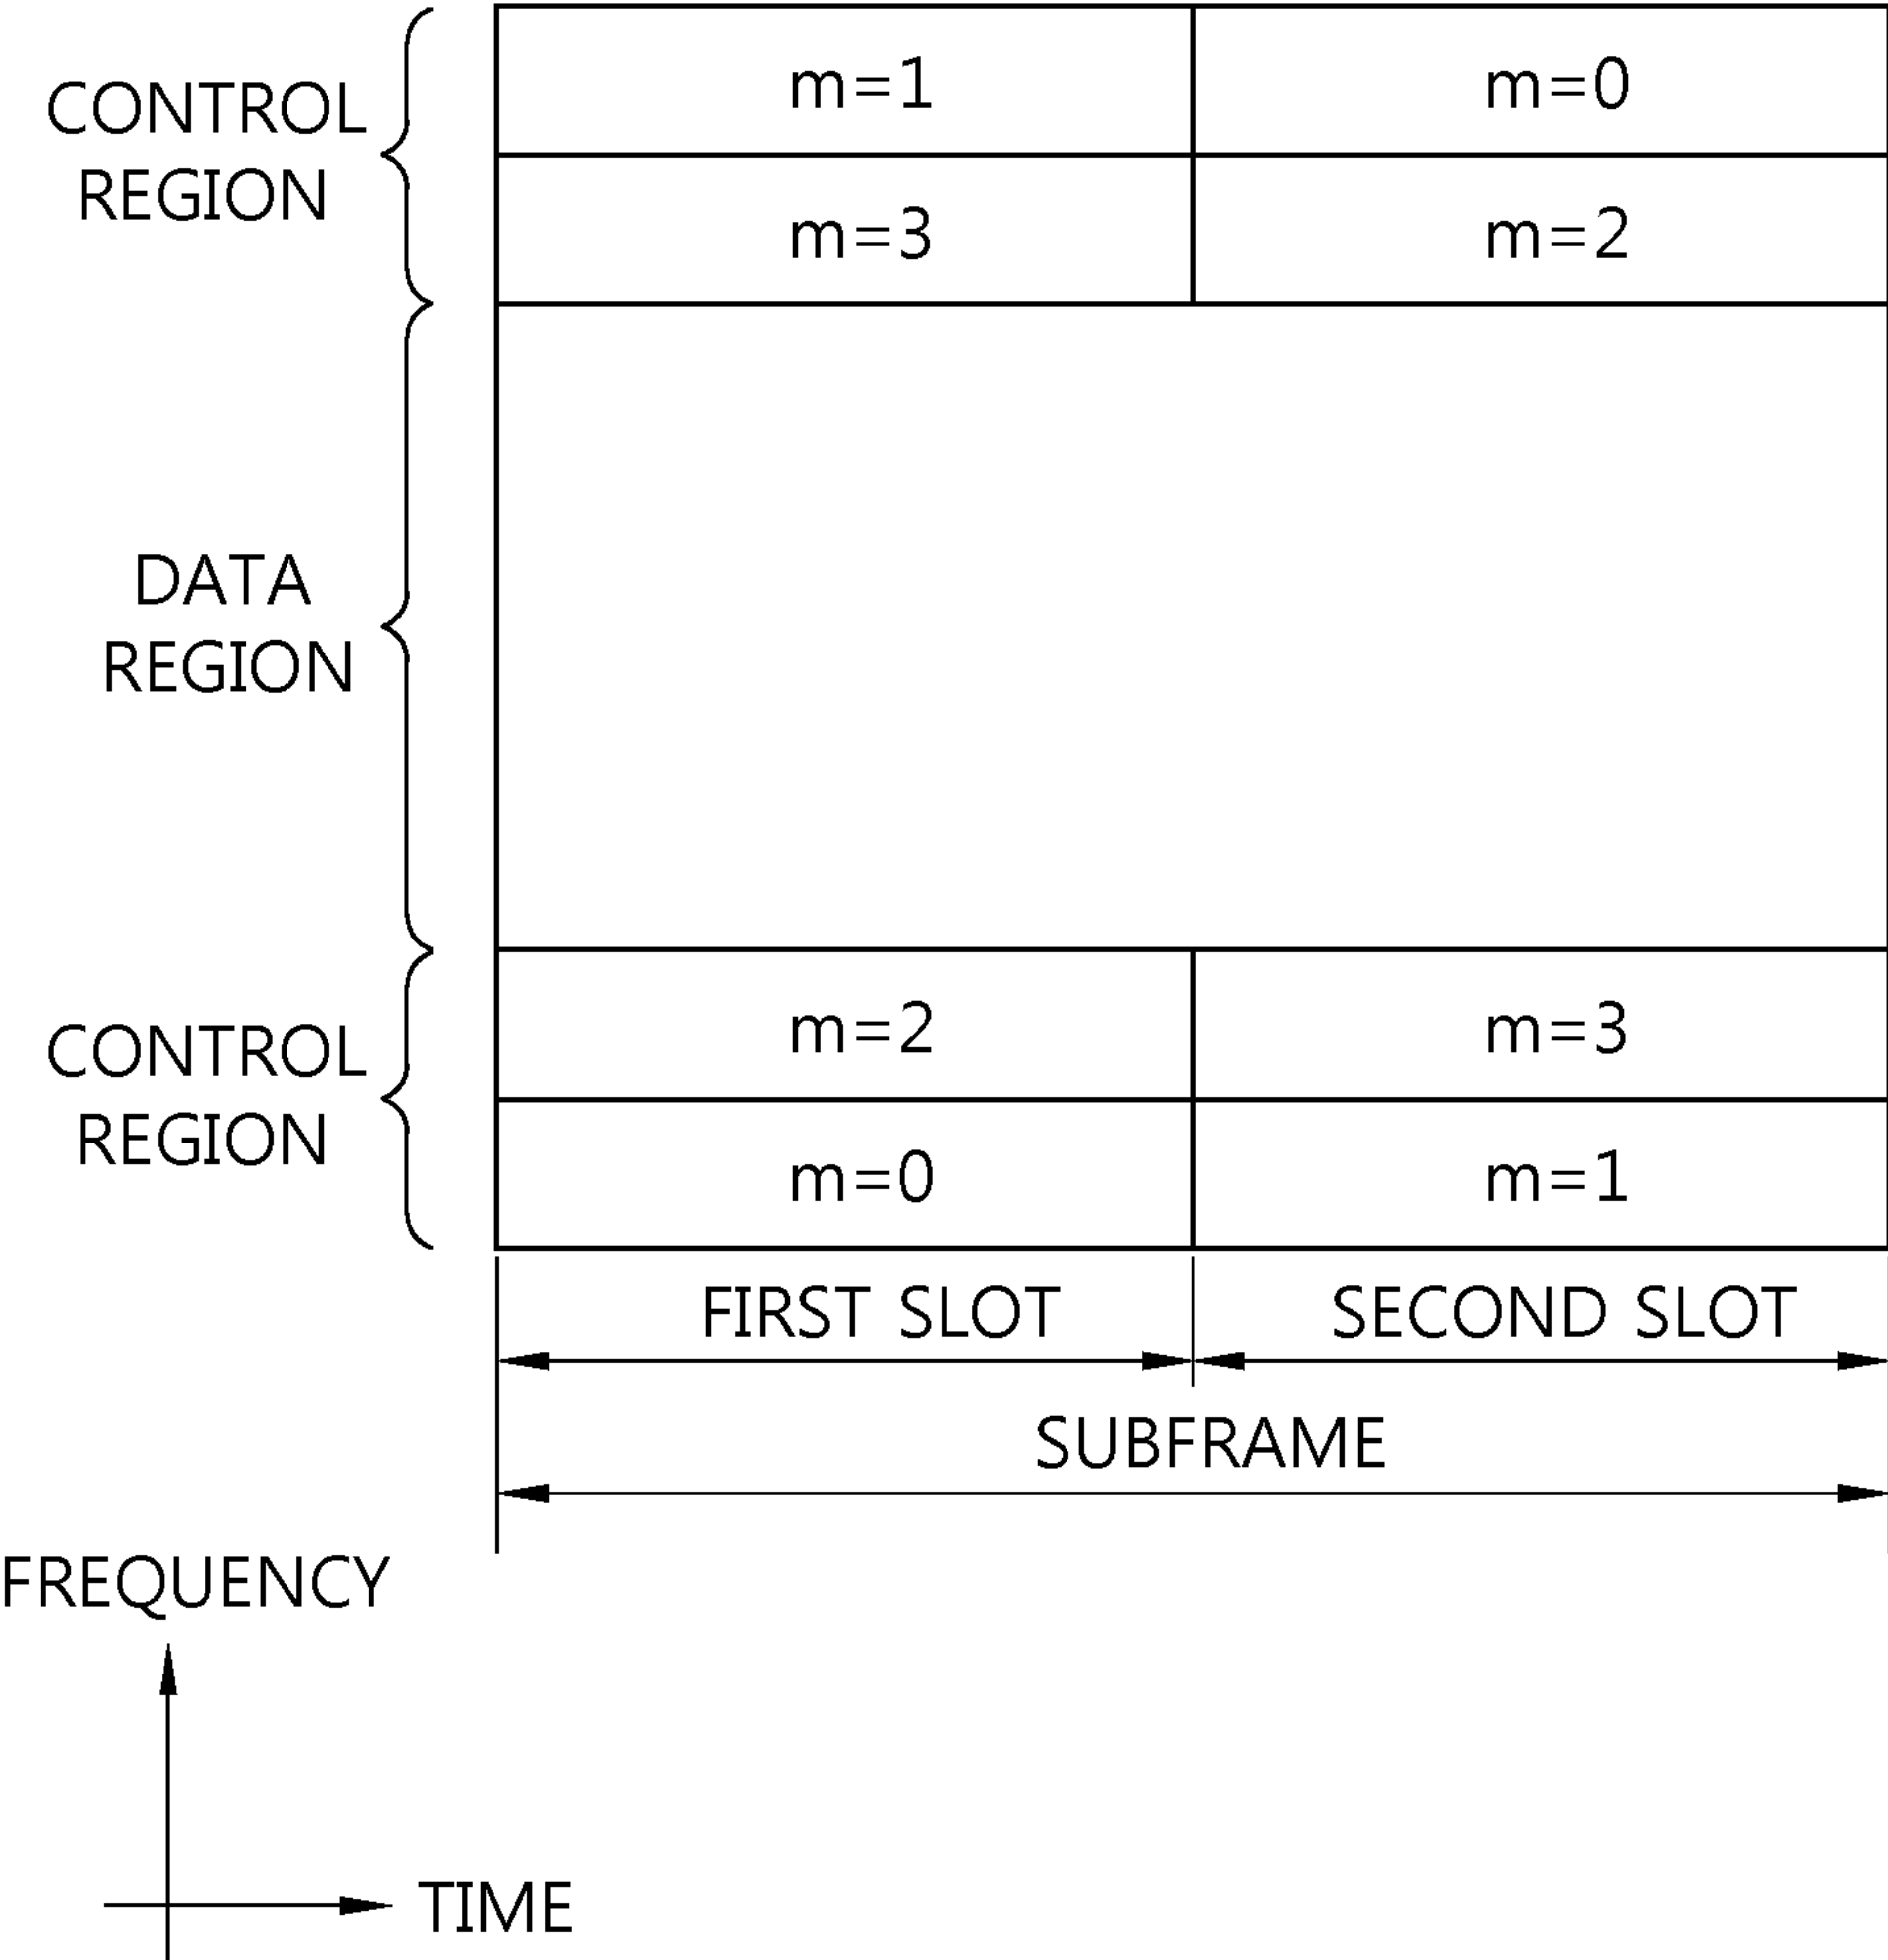 m=1
m=0
CONTROL
REGION
m=3
m=2
DATA
REGION
m=2
m=3
CONTROL
REGION
m=0
m=1
FIRST SLOT
SECOND SLOT
SUBFRAME
FREQUENCY
TIME